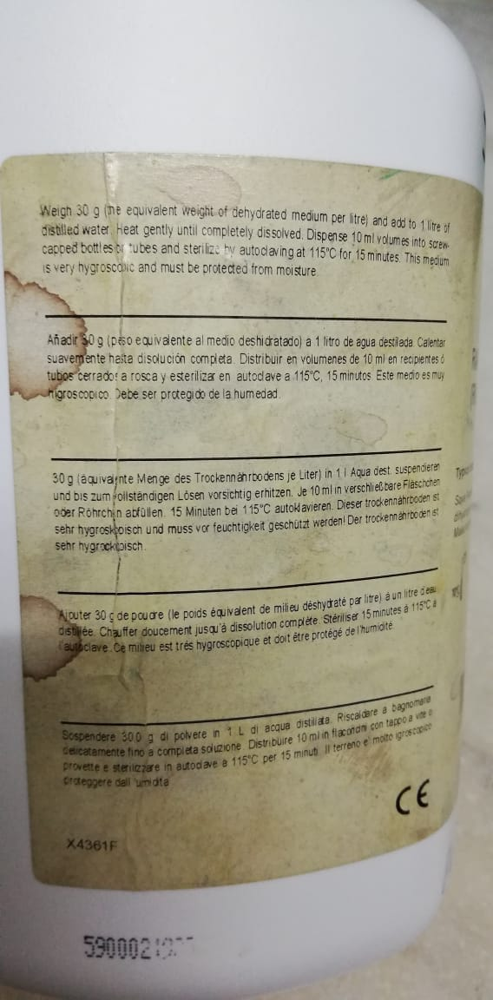 Weigh 30 g (the equivalent weight of dehydrated medium per litre) and add to 1 litre of
distilled water. Heat gently until completely dissolved. Dispense 10 ml volumes into screw-
capped bottles or tubes and sterilize by autoclaving at 115°C for 15 minutes. This medium
is very hygroscopic and must be protected from moisture.
Añadir 30 g (peso equivalente al medio deshidratado) a 1 litro de agua destilada. Calentar
suavemente hasta disolución completa. Distribuir en volumenes de 10 ml en recipientes ó
tubos cerrados a rosca y esterilizar en autoclave a 115°C, 15 minutos. Este medio es muy
higroscopico. Debe ser protegido de la humedad.
30 g (äquivalente Menge des Trockennährbodens je Liter) in 1 l Aqua dest. suspendieren
und bis zum vollständigen Lösen vorsichtig erhitzen. Je 10 ml in verschließbare Fläschchen
oder Röhrchen abfüllen. 15 Minuten bei 115°C autoklavieren. Dieser trockennährboden ist
sehr hygroskopisch und muss vor feuchtigkeit geschützt werden! Der trockennährboden ist
sehr hygrockopisch.
Ajouter 30 g de poudre (le poids équivalent de milieu déshydraté par litre) à un litre d'eau
distillée. Chauffer doucement jusqu'à dissolution complète. Stériliser 15 minutes à 115°C à
l'autoclave. Ce milieu est trés hygroscopique et doit être protégé de l'humidité.
Sospendere 30.0 g di polvere in 1 L di acqua distillata. Riscaldare a bagnomaria
delicatamente fino a completa soluzione. Distribuire 10 ml in flaconcini con tappo a vite o
provette e sterilizzare in autoclave a 115°C per 15 minuti. Il terreno e' molto igroscopico
proteggere dall 'umidita
CE
X4361F
5900021